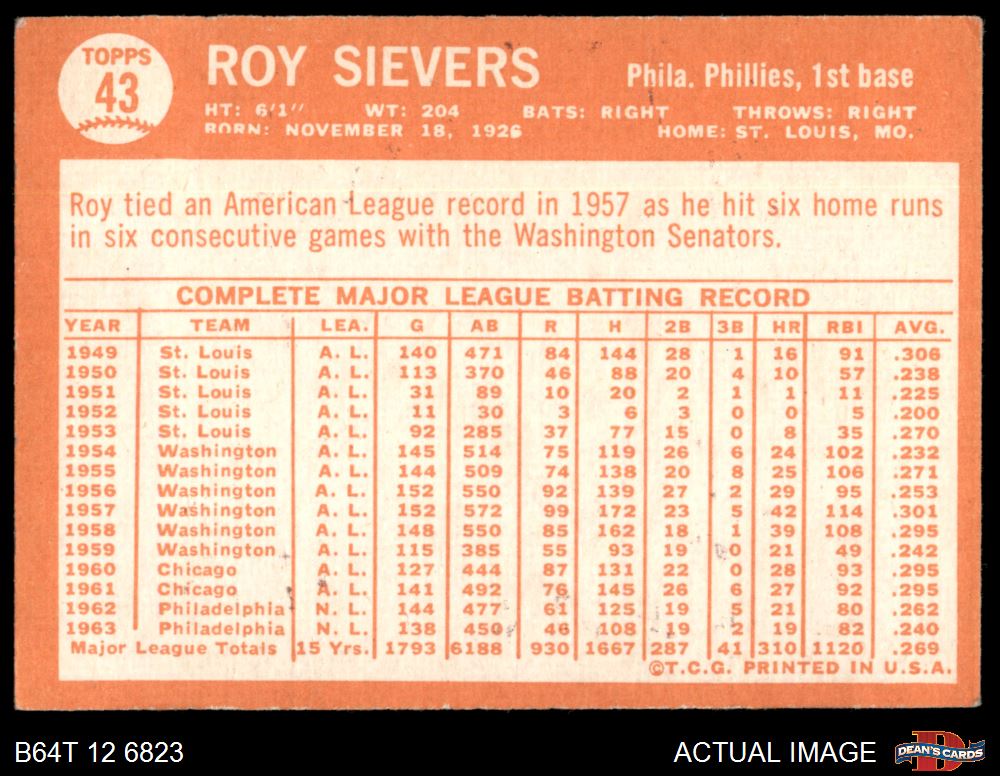 TOPPS
43
ROY SIEVERS
Phila. Phillies, 1st base
HT: 6'1" WT: 204 BATS: RIGHT THROWS: RIGHT
BORN: NOVEMBER 18, 1926 HOME: ST. LOUIS, MO.
Roy tied an American League record in 1957 as he hit six home runs
in six consecutive games with the Washington Senators.
COMPLETE MAJOR LEAGUE BATTING RECORD
YEAR TEAM LEA. G AB R H 2B 3B HR RBI AVG.
1949 St. Louis A. L. 140 471 84 144 28 1 16 91 .306
1950 St. Louis A. L. 113 370 46 88 20 4 10 57 .238
1951 St. Louis A. L. 31 89 10 20 2 1 1 11 .225
1952 St. Louis A. L. 11 30 3 6 3 0 0 5 .200
1953 St. Louis A. L. 92 285 37 77 15 0 8 35 .270
1954 Washington A. L. 145 514 75 119 26 6 24 102 .232
1955 Washington A. L. 144 509 74 138 20 8 25 106 .271
1956 Washington A. L. 152 550 92 139 27 2 29 95 .253
1957 Washington A. L. 152 572 99 172 23 5 42 114 .301
1958 Washington A. L. 148 550 85 162 18 1 39 108 .295
1959 Washington A. L. 115 385 55 93 19 0 21 49 .242
1960 Chicago A. L. 127 444 87 131 22 0 28 93 .295
1961 Chicago A. L. 141 492 76 145 26 6 27 92 .295
1962 Philadelphia N. L. 144 477 61 125 19 5 21 80 .262
1963 Philadelphia N. L. 138 450 46 108 19 2 19 82 .240
Major League Totals 15 Yrs. 1793 6188 930 1667 287 41 310 1120 .269
©T.C.G. PRINTED IN U.S.A.
B64T 12 6823
ACTUAL IMAGE
DEAN'S CARDS